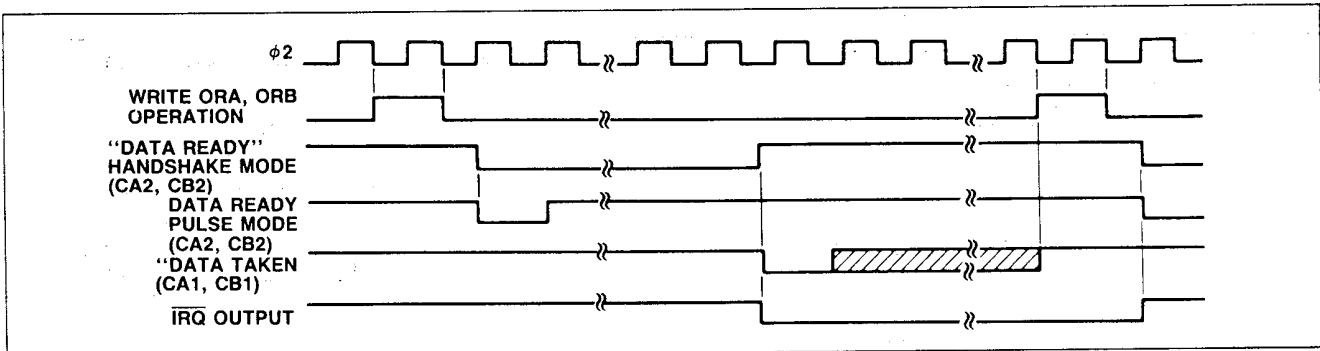 ϕ2
WRITE ORA, ORB
OPERATION
"DATA READY"
HANDSHAKE MODE
(CA2, CB2)
DATA READY
PULSE MODE
(CA2, CB2)
"DATA TAKEN
(CA1, CB1)
IRQ OUTPUT